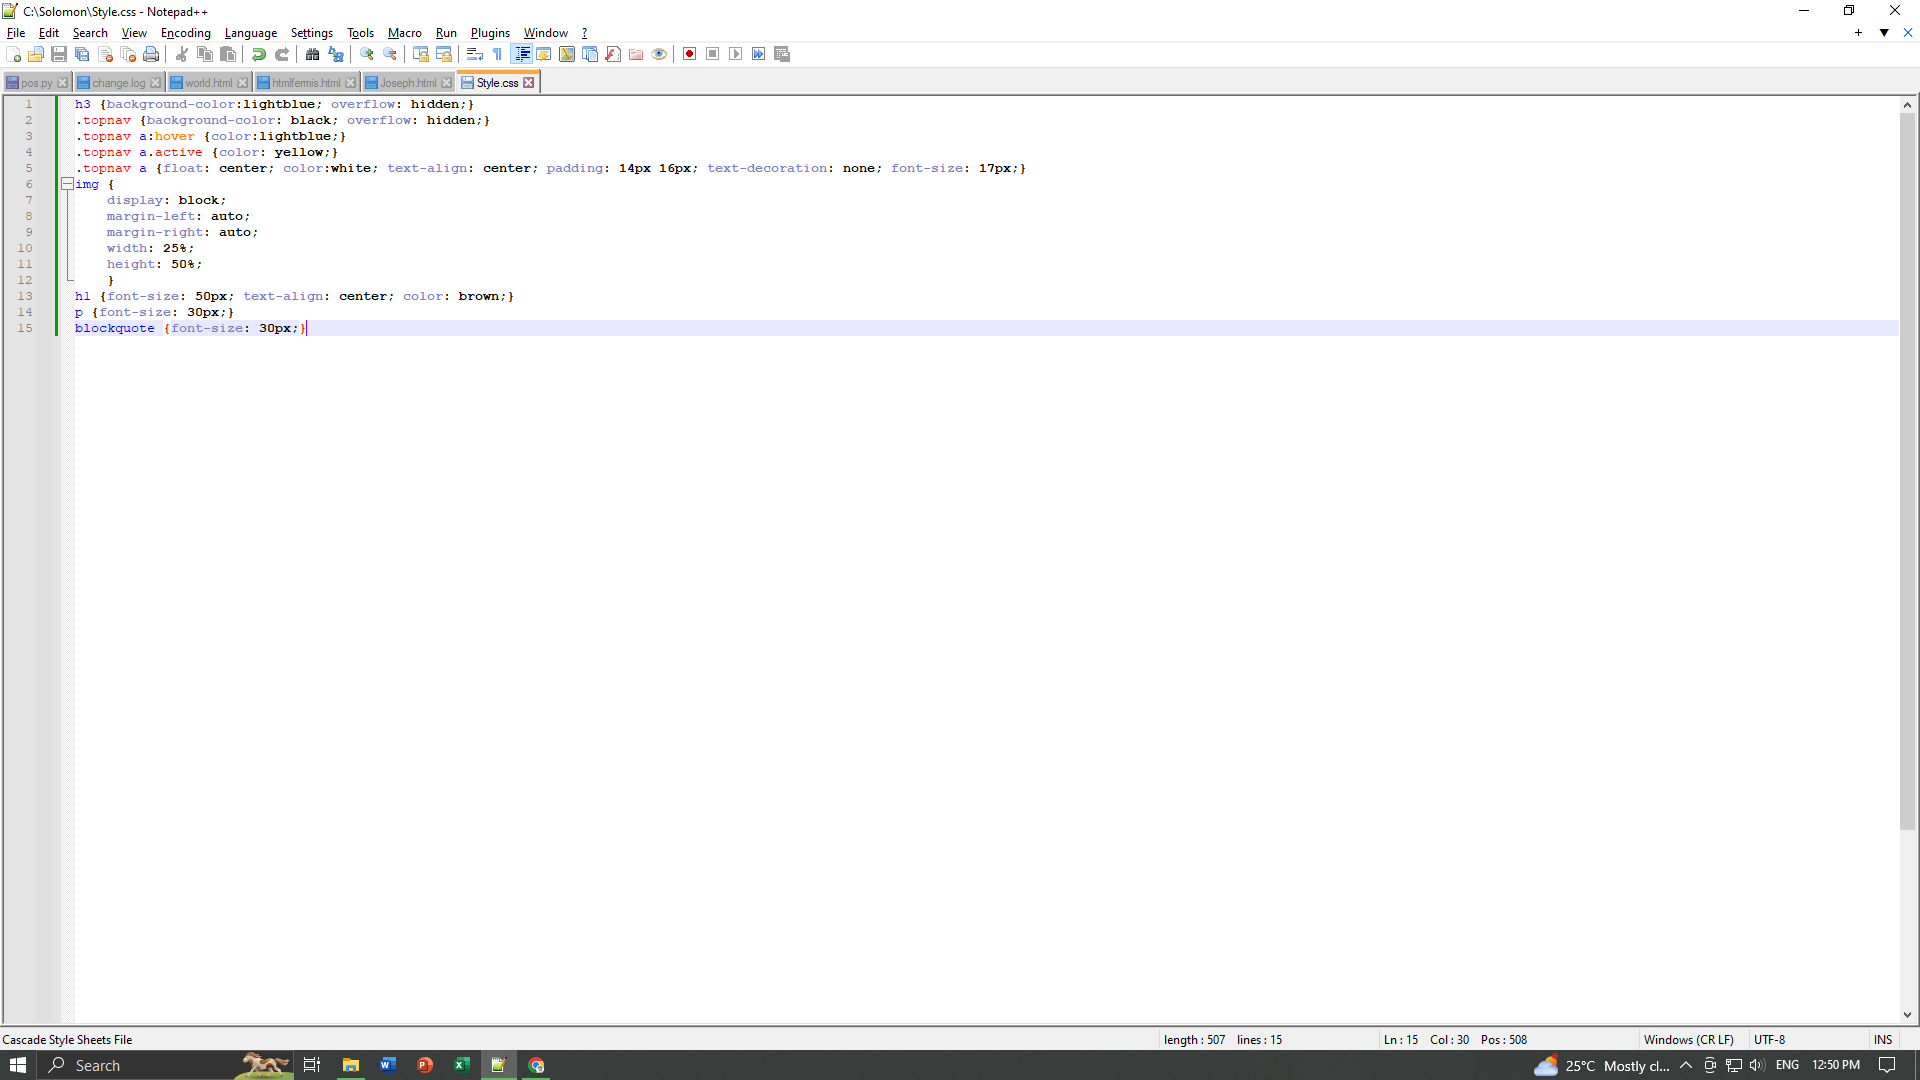 C:\Solomon\Style.css - Notepad++
File Edit Search View Encoding Language Settings Tools Macro Run Plugins Window ?
pos.py change.log world.html htmlfermis.html Joseph.html Style.css
1 h3 {background-color:lightblue; overflow: hidden;}
2 .topnav {background-color: black; overflow: hidden;}
3 .topnav a:hover {color:lightblue;}
4 .topnav a.active {color: yellow;}
5 .topnav a {float: center; color:white; text-align: center; padding: 14px 16px; text-decoration: none; font-size: 17px;}
6 img {
7 display: block;
8 margin-left: auto;
9 margin-right: auto;
10 width: 25%;
11 height: 50%;
12 }
13 h1 {font-size: 50px; text-align: center; color: brown;}
14 p {font-size: 30px;}
15 blockquote {font-size: 30px;}
Cascade Style Sheets File length : 507 lines : 15 Ln : 15 Col : 30 Pos : 508 Windows (CR LF) UTF-8 INS
Search 25°C Mostly cl... ENG 12:50 PM